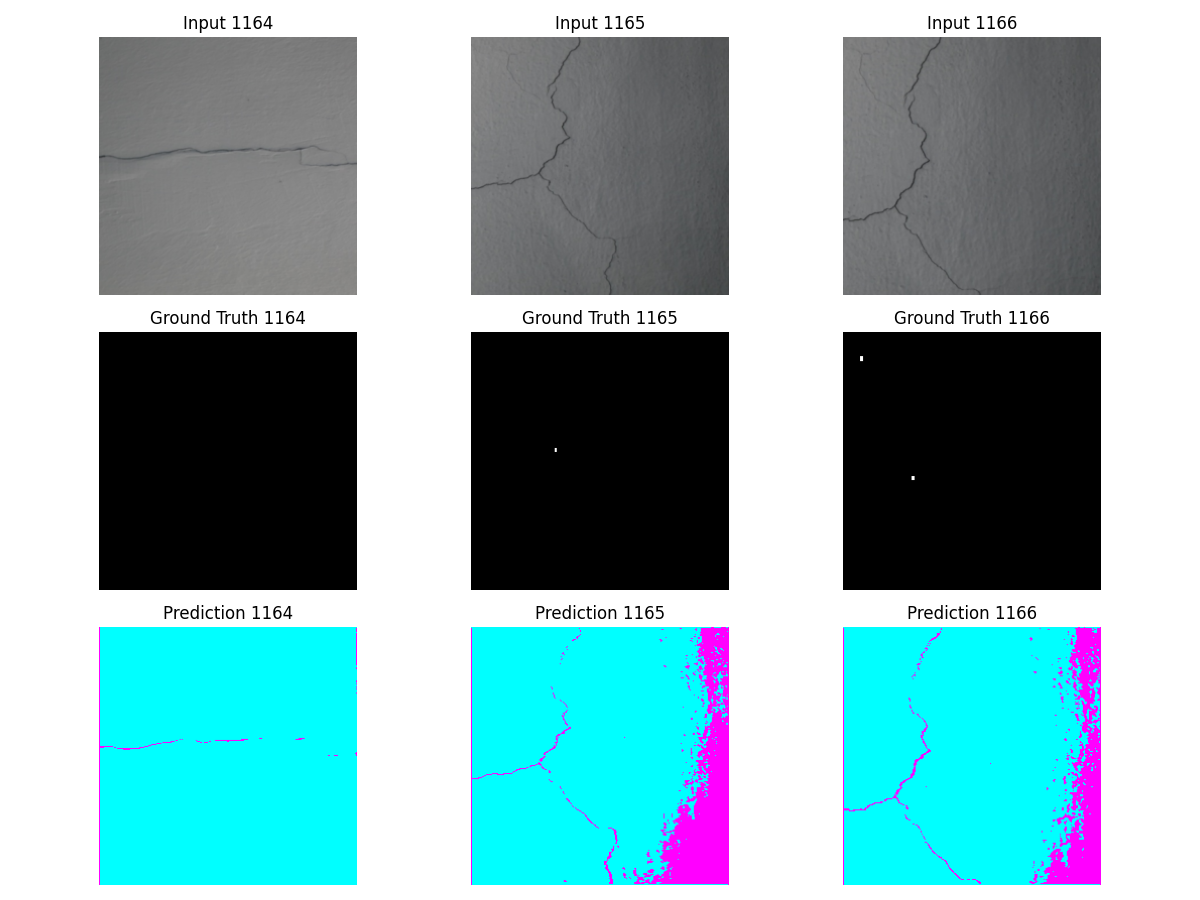 Input 1164
Input 1165
Input 1166
Ground Truth 1164
Ground Truth 1165
Ground Truth 1166
Prediction 1164
Prediction 1165
Prediction 1166